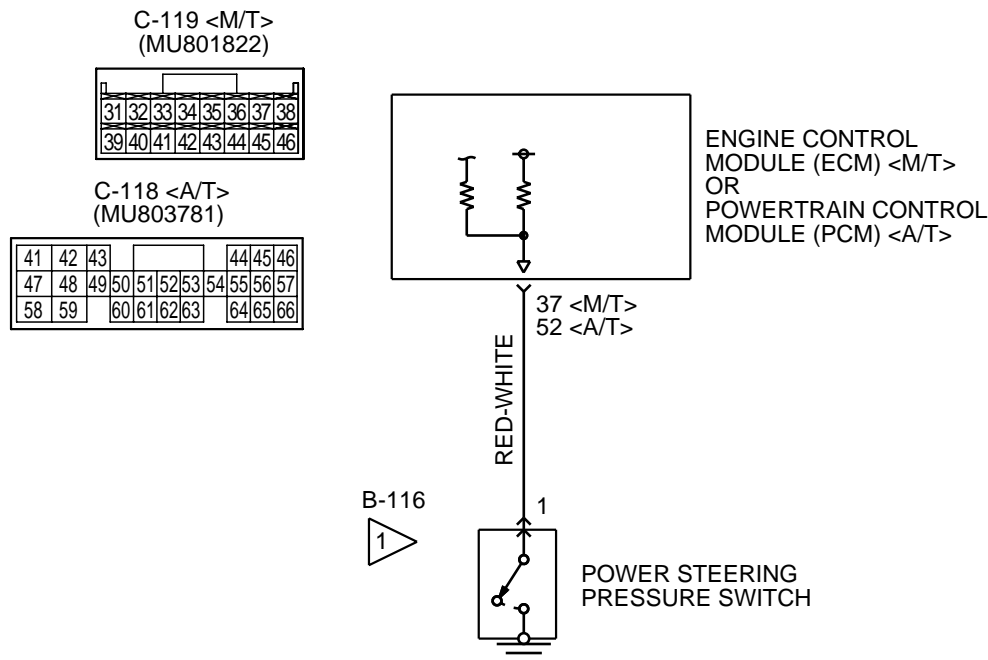 C-119 <M/T>
(MU801822)
31 32 33 34 35 36 37 38
39 40 41 42 43 44 45 46
C-118 <A/T>
(MU803781)
41 42 43 44 45 46
47 48 49 50 51 52 53 54 55 56 57
58 59 60 61 62 63 64 65 66
ENGINE CONTROL
MODULE (ECM) <M/T>
OR
POWERTRAIN CONTROL
MODULE (PCM) <A/T>
37 <M/T>
52 <A/T>
RED-WHITE
B-116
1
1
POWER STEERING
PRESSURE SWITCH